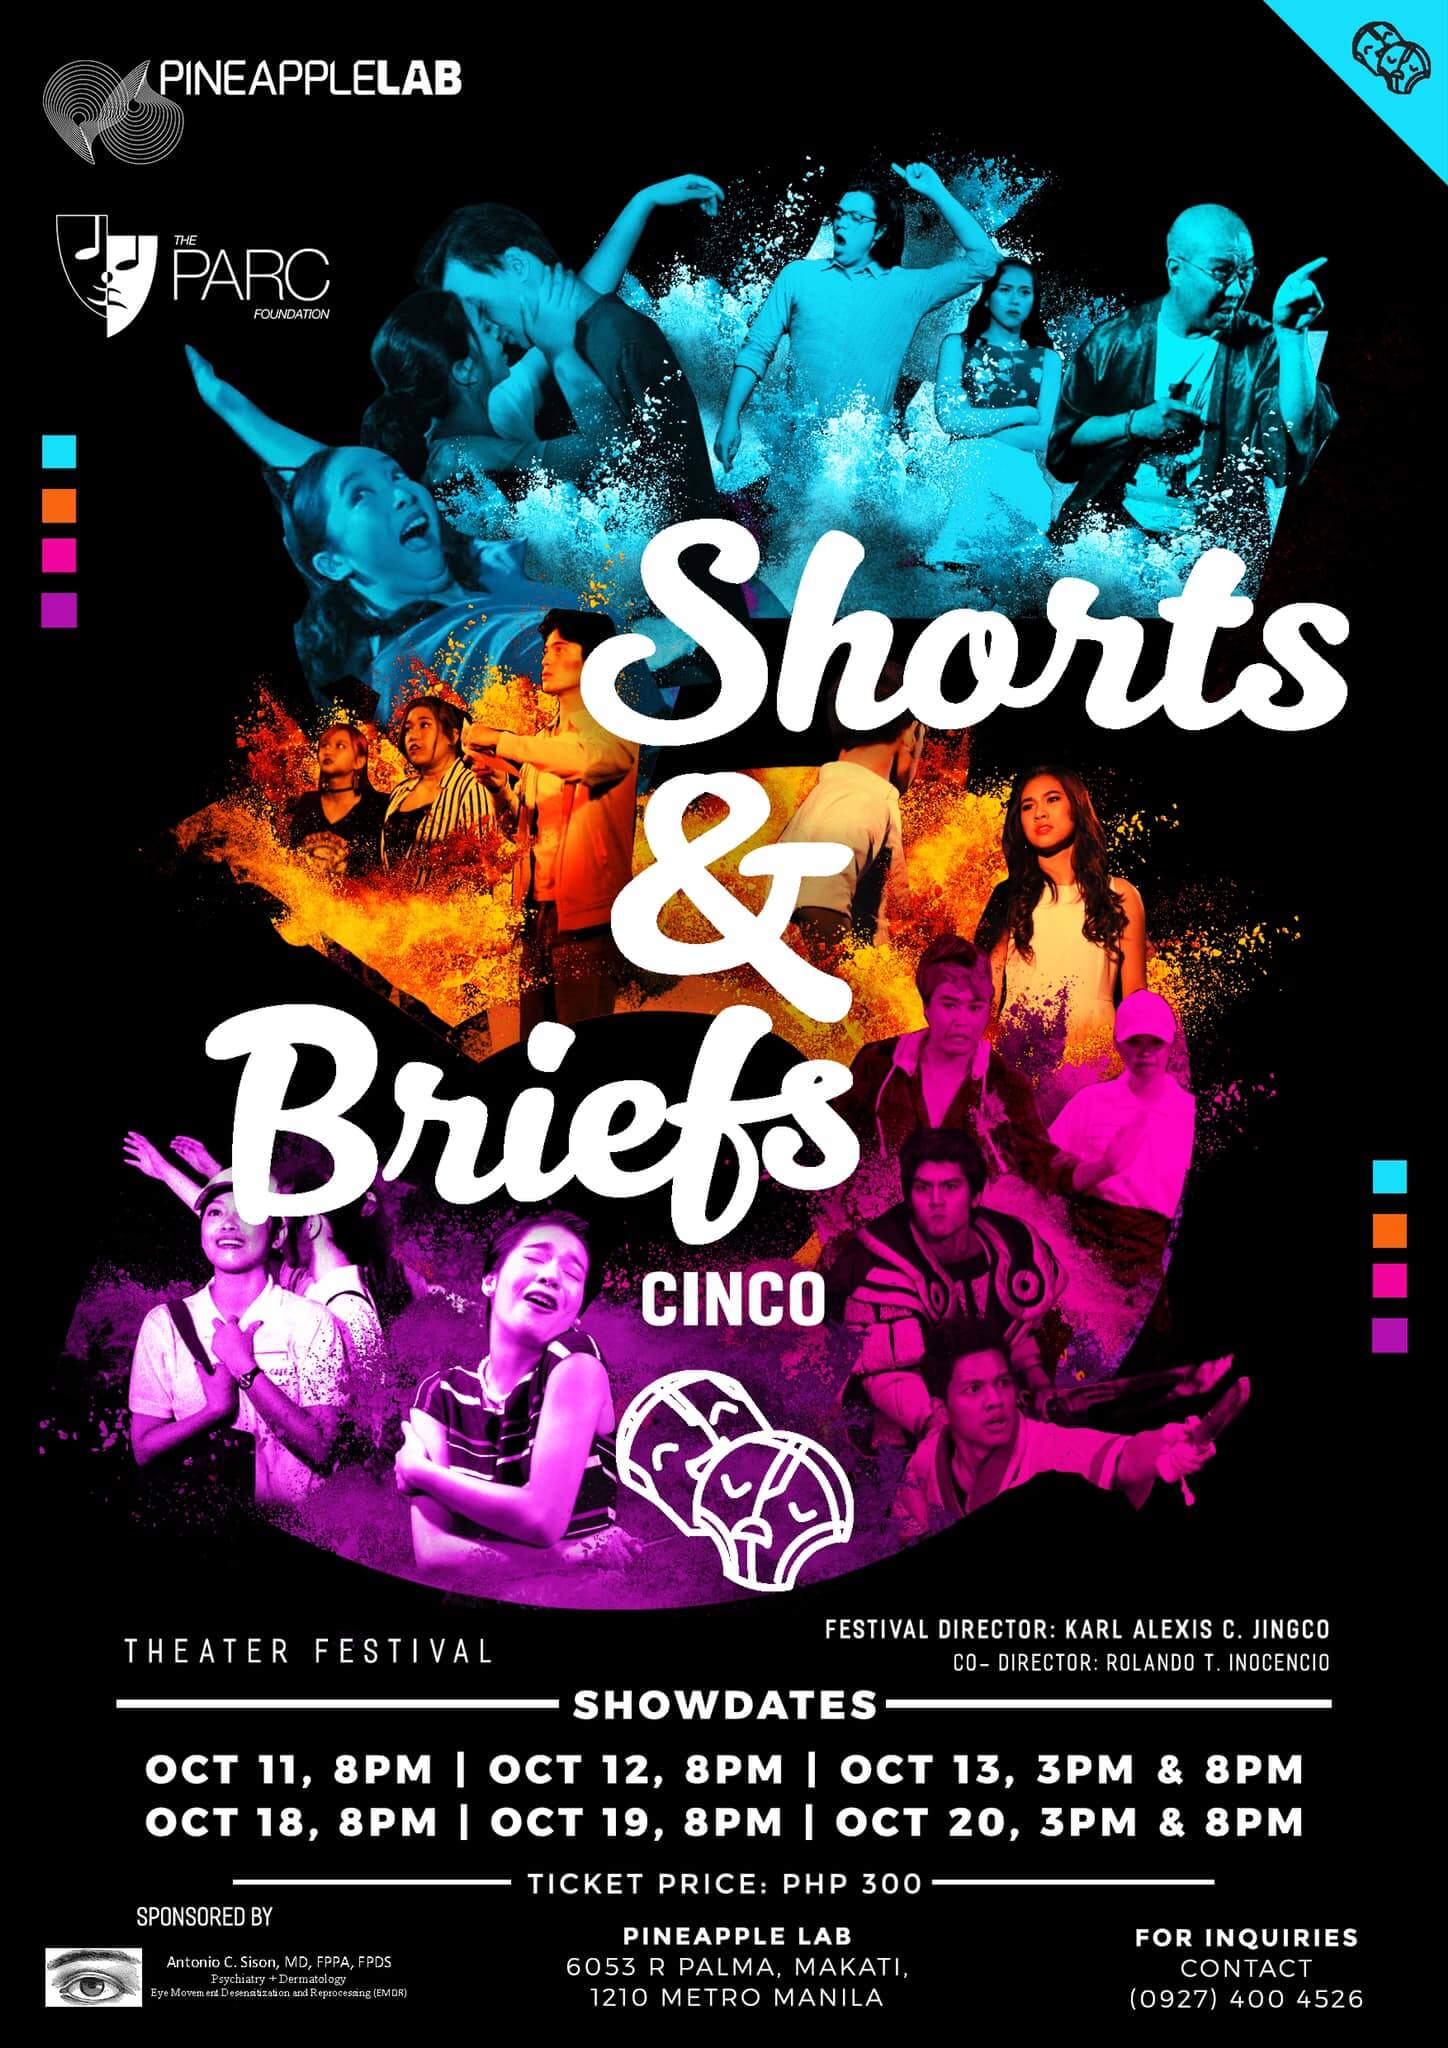 PINEAPPLELAB
THE
PARC
FOUNDATION
Shorts
&
Briefs
CINCO
THEATER FESTIVAL
FESTIVAL DIRECTOR: KARL ALEXIS C. JINGCO
CO- DIRECTOR: ROLANDO T. INOCENCIO
SHOWDATES
OCT 11, 8PM | OCT 12, 8PM | OCT 13, 3PM & 8PM
OCT 18, 8PM | OCT 19, 8PM | OCT 20, 3PM & 8PM
TICKET PRICE: PHP 300
SPONSORED BY
Antonio C. Sison, MD, FPPA, FPDS
Psychiatry + Dermatology
Eye Movement Desensitization and Reprocessing (EMDR)
PINEAPPLE LAB
6053 R PALMA, MAKATI,
1210 METRO MANILA
FOR INQUIRIES
CONTACT
(0927) 400 4526